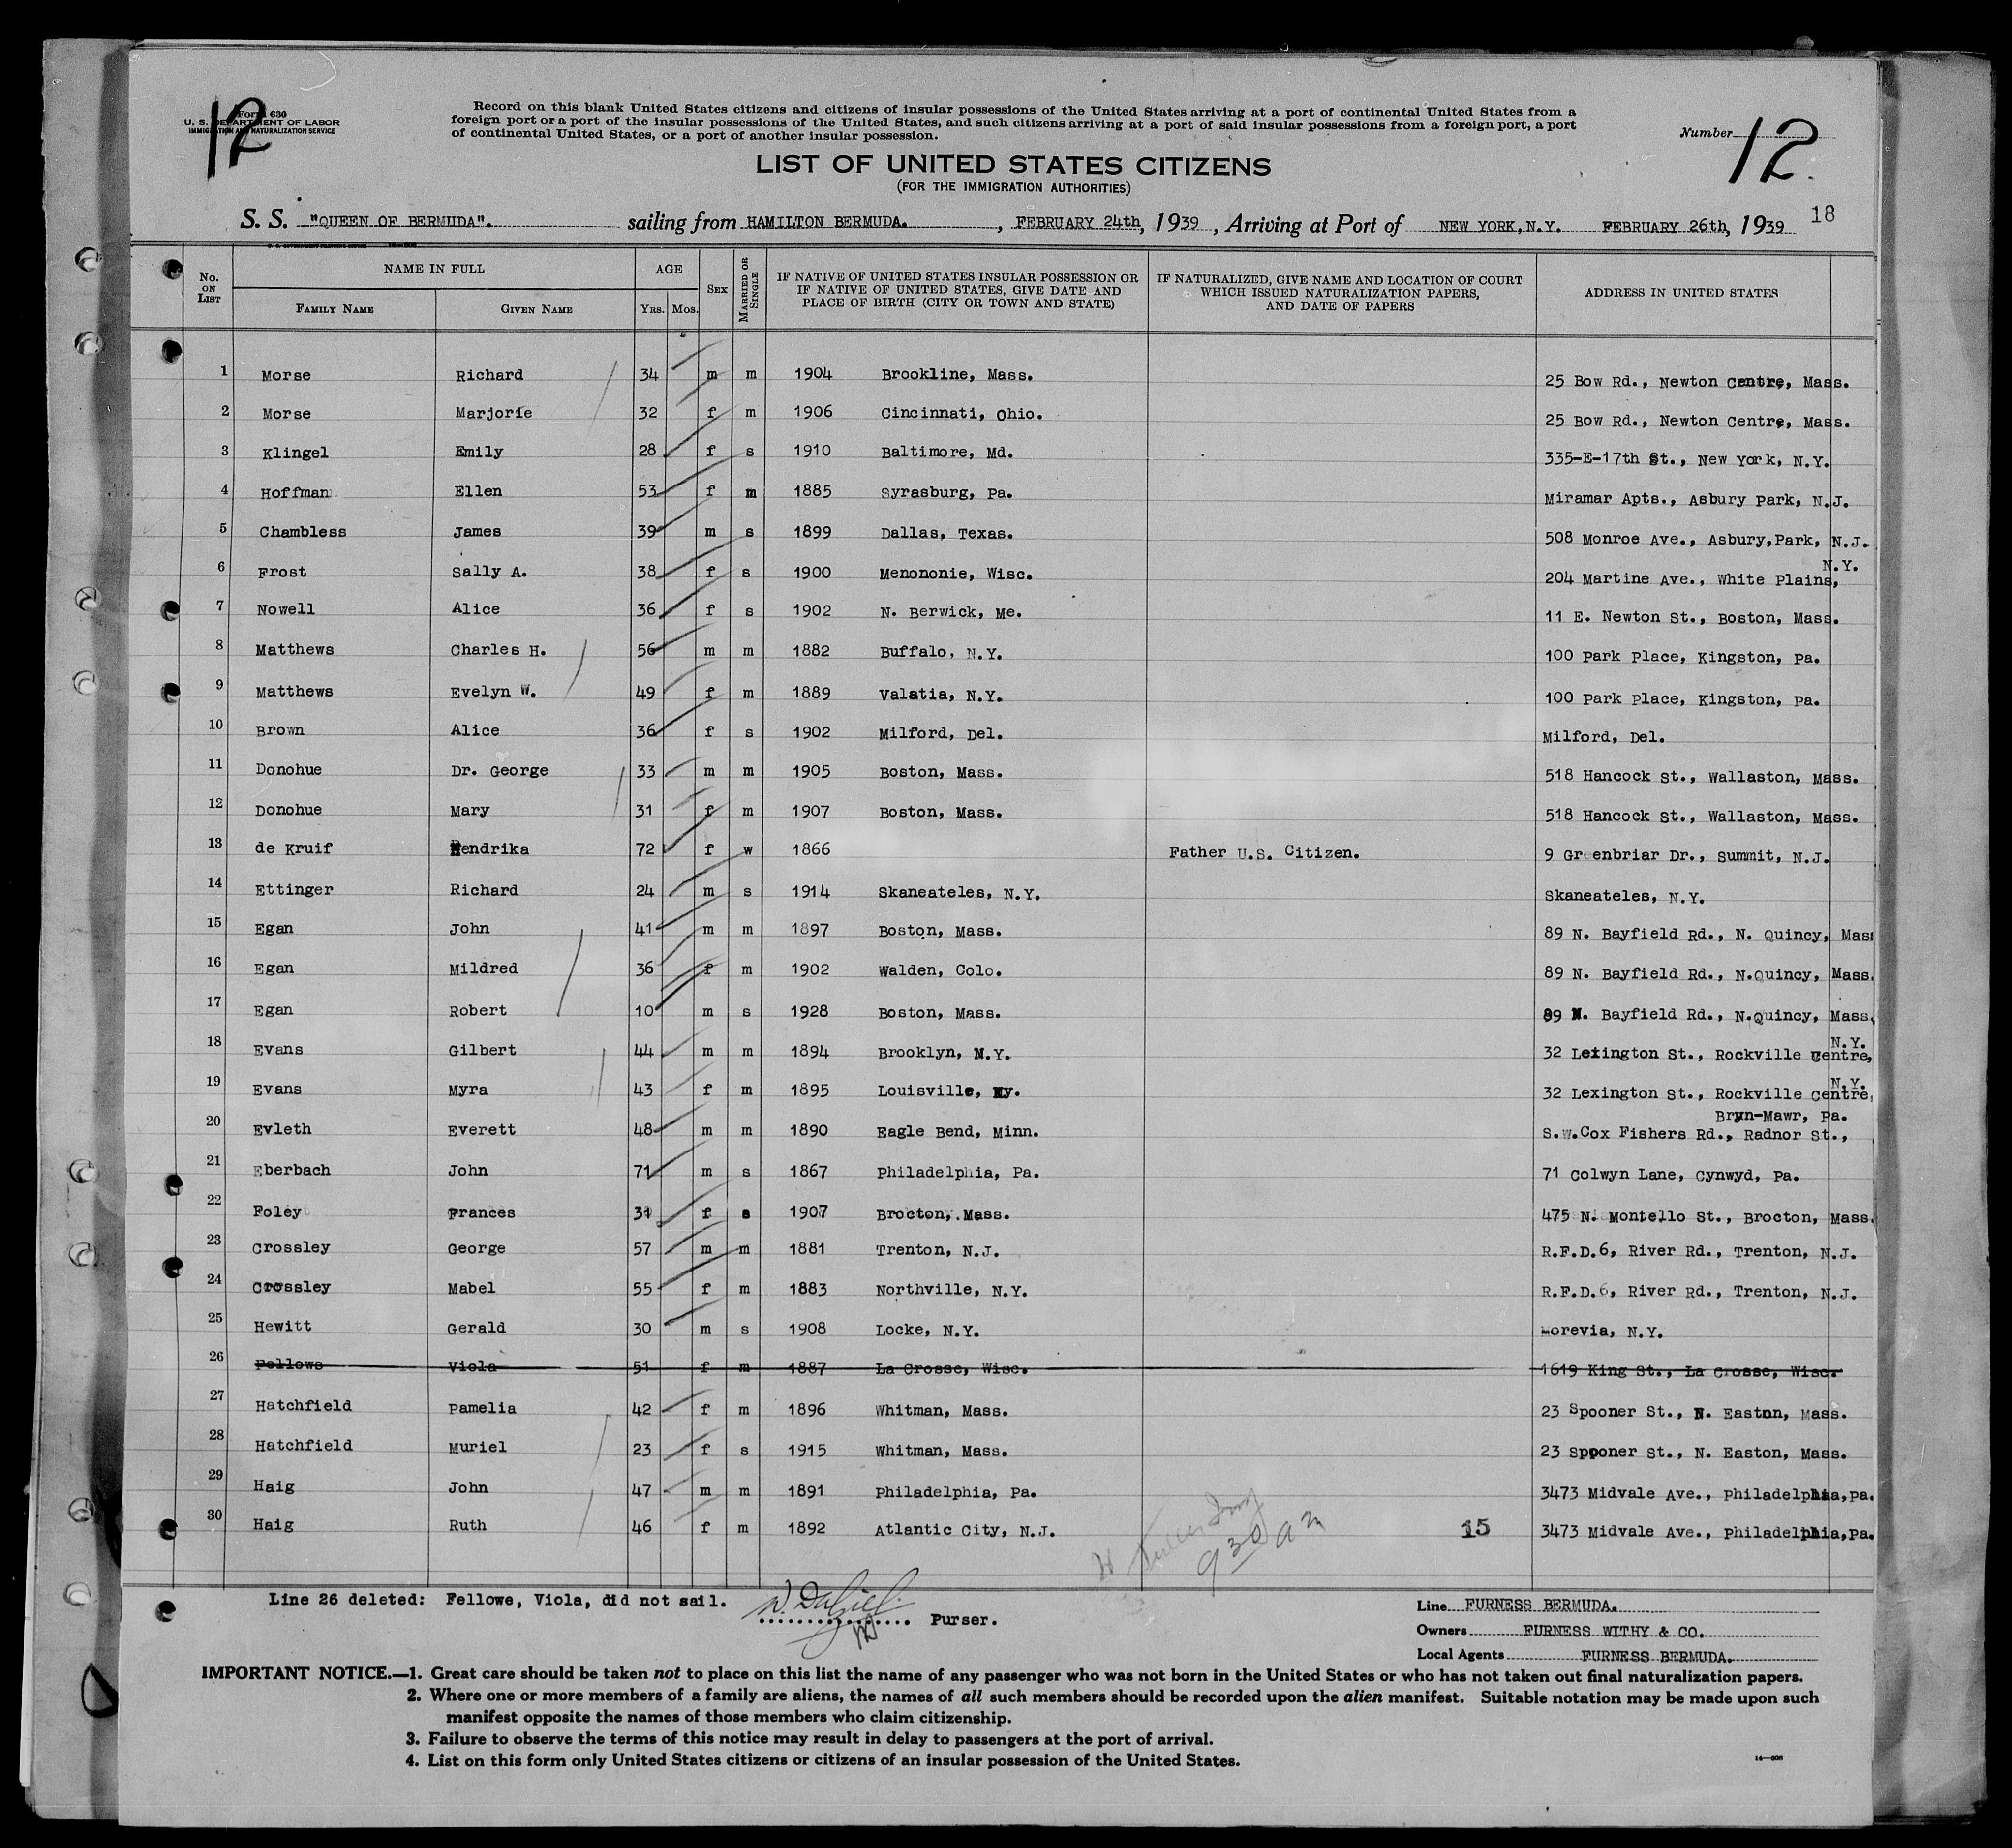 12
Form 630
U. S. DEPARTMENT OF LABOR
IMMIGRATION AND NATURALIZATION SERVICE
Record on this blank United States citizens and citizens of insular possessions of the United States arriving at a port of continental United States from a
foreign port or a port of the insular possessions of the United States, and such citizens arriving at a port of said insular possessions from a foreign port, a port
of continental United States, or a port of another insular possession.
Number 12
LIST OF UNITED STATES CITIZENS
(FOR THE IMMIGRATION AUTHORITIES)
S. S. "QUEEN OF BERMUDA". sailing from HAMILTON BERMUDA. , FEBRUARY 24th, 1939 , Arriving at Port of NEW YORK, N.Y. FEBRUARY 26th, 1939 18
No. ON LIST NAME IN FULL FAMILY NAME GIVEN NAME AGE YRS. MOS. SEX MARRIED OR SINGLE IF NATIVE OF UNITED STATES INSULAR POSSESSION OR IF NATIVE OF UNITED STATES, GIVE DATE AND PLACE OF BIRTH (CITY OR TOWN AND STATE) IF NATURALIZED, GIVE NAME AND LOCATION OF COURT WHICH ISSUED NATURALIZATION PAPERS, AND DATE OF PAPERS ADDRESS IN UNITED STATES
1 Morse Richard 34 m m 1904 Brookline, Mass. 25 Bow Rd., Newton Centre, Mass.
2 Morse Marjorie 32 f m 1906 Cincinnati, Ohio. 25 Bow Rd., Newton Centre, Mass.
3 Klingel Emily 28 f s 1910 Baltimore, Md. 335-E-17th St., New York, N.Y.
4 Hoffman Ellen 53 f m 1885 Syrasburg, Pa. Miramar Apts., Asbury Park, N.J.
5 Chambless James 39 m s 1899 Dallas, Texas. 508 Monroe Ave., Asbury,Park, N.J.
6 Frost Sally A. 38 f s 1900 Menononie, Wisc. 204 Martine Ave., White Plains, N.Y.
7 Nowell Alice 36 f s 1902 N. Berwick, Me. 11 E. Newton St., Boston, Mass.
8 Matthews Charles H. 56 m m 1882 Buffalo, N.Y. 100 Park Place, Kingston, Pa.
9 Matthews Evelyn W. 49 f m 1889 Valatia, N.Y. 100 Park Place, Kingston, Pa.
10 Brown Alice 36 f s 1902 Milford, Del. Milford, Del.
11 Donohue Dr. George 33 m m 1905 Boston, Mass. 518 Hancock St., Wallaston, Mass.
12 Donohue Mary 31 f m 1907 Boston, Mass. 518 Hancock St., Wallaston, Mass.
13 de Kruif Hendrika 72 f w 1866 Father U.S. Citizen. 9 Greenbriar Dr., Summit, N.J.
14 Ettinger Richard 24 m s 1914 Skaneateles, N.Y. Skaneateles, N.Y.
15 Egan John 41 m m 1897 Boston, Mass. 89 N. Bayfield Rd., N. Quincy, Mass
16 Egan Mildred 36 f m 1902 Walden, Colo. 89 N. Bayfield Rd., N.Quincy, Mass.
17 Egan Robert 10 m s 1928 Boston, Mass. 89 N. Bayfield Rd., N.Quincy, Mass.
18 Evans Gilbert 44 m m 1894 Brooklyn, N.Y. 32 Lexington St., Rockville Centre, N.Y.
19 Evans Myra 43 f m 1895 Louisville, Ky. 32 Lexington St., Rockville Centre, N.Y.
20 Evleth Everett 48 m m 1890 Eagle Bend, Minn. S.W.Cox Fishers Rd., Radnor St., Bryn-Mawr, Pa.
21 Eberbach John 71 m s 1867 Philadelphia, Pa. 71 Colwyn Lane, Cynwyd, Pa.
22 Foley Frances 31 f s 1907 Brocton, Mass. 475 N. Montello St., Brocton, Mass.
23 Crossley George 57 m m 1881 Trenton, N.J. R.F.D.6, River Rd., Trenton, N.J.
24 Crossley Mabel 55 f m 1883 Northville, N.Y. R.F.D.6, River Rd., Trenton, N.J.
25 Hewitt Gerald 30 m s 1908 Locke, N.Y. Morevia, N.Y.
26 Fellows Viola 51 f m 1887 La Crosse, Wisc. 1619 King St., La Crosse, Wisc.
27 Hatchfield Pamelia 42 f m 1896 Whitman, Mass. 23 Spooner St., N. Easton, Mass.
28 Hatchfield Muriel 23 f s 1915 Whitman, Mass. 23 Spooner St., N. Easton, Mass.
29 Haig John 47 m m 1891 Philadelphia, Pa. 3473 Midvale Ave., Philadelphia,Pa.
30 Haig Ruth 46 f m 1892 Atlantic City, N.J. 15 3473 Midvale Ave., Philadelphia,Pa.
9 30 am
Line 26 deleted: Fellowe, Viola, did not sail. W. Dalziel. Purser.
Line FURNESS BERMUDA.
Owners FURNESS WITHY & CO.
Local Agents FURNESS BERMUDA.
IMPORTANT NOTICE.—1. Great care should be taken not to place on this list the name of any passenger who was not born in the United States or who has not taken out final naturalization papers.
2. Where one or more members of a family are aliens, the names of all such members should be recorded upon the alien manifest. Suitable notation may be made upon such
manifest opposite the names of those members who claim citizenship.
3. Failure to observe the terms of this notice may result in delay to passengers at the port of arrival.
4. List on this form only United States citizens or citizens of an insular possession of the United States.
14—608